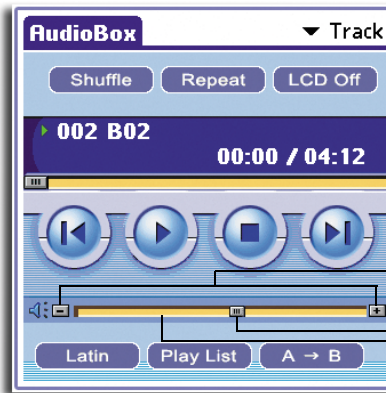 AudioBox ▼ Track
Shuffle Repeat LCD Off
002 B02
00:00 / 04:12
Latin Play List A → B